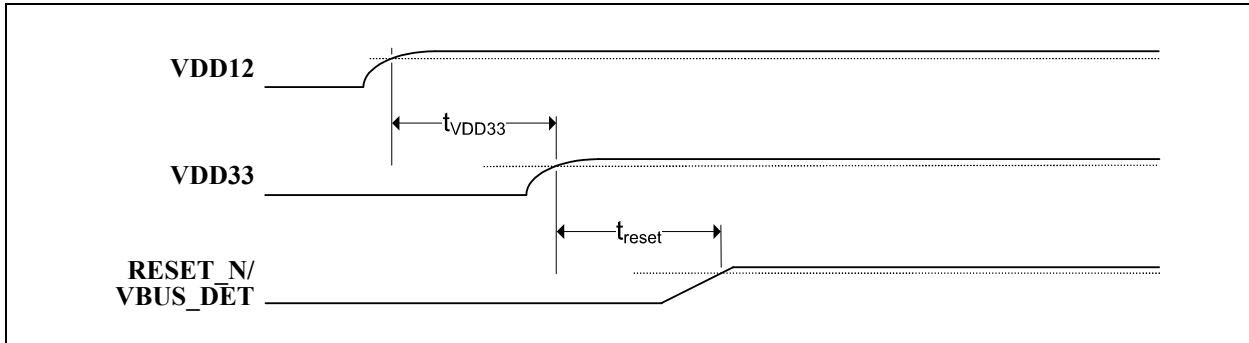 VDD12
tVDD33
VDD33
treset
RESET_N/
VBUS_DET